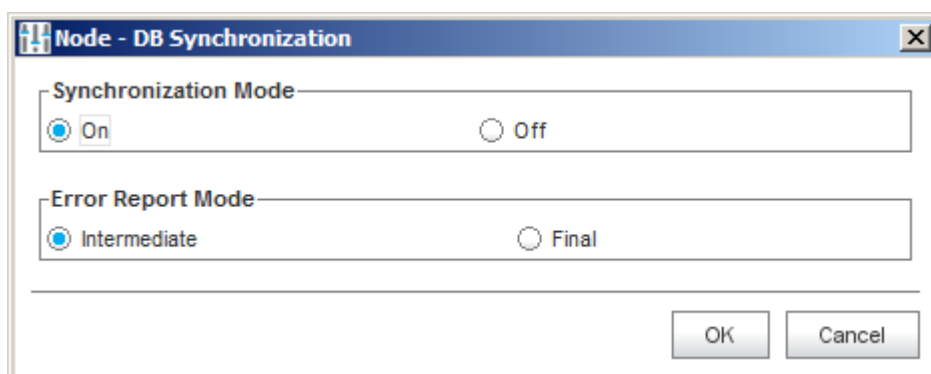 Node - DB Synchronization
Synchronization Mode
On Off
Error Report Mode
Intermediate Final
OK Cancel